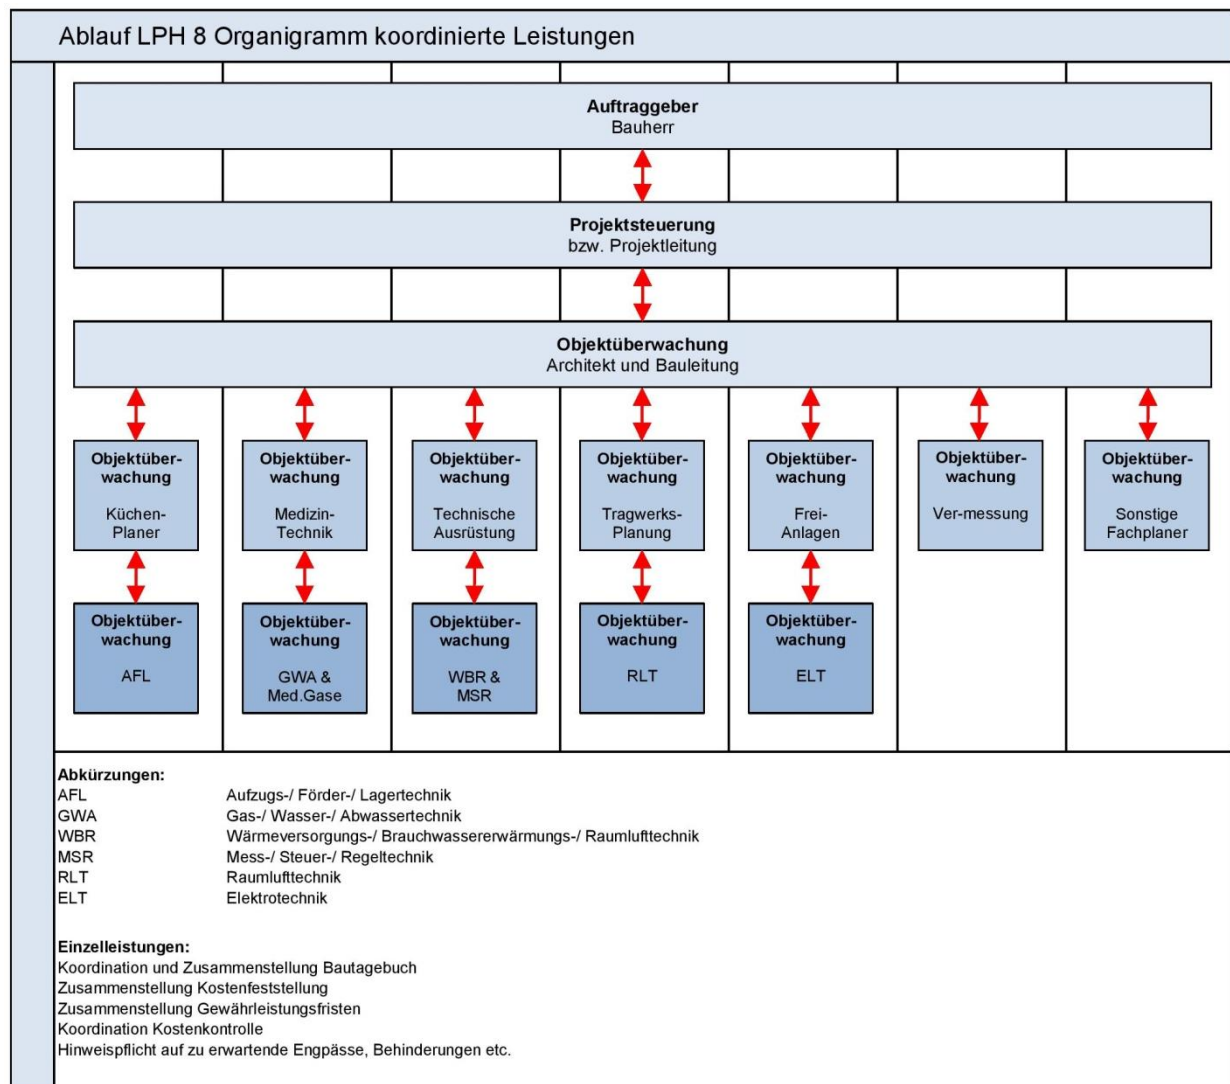 Ablauf LPH 8 Organigramm koordinierte Leistungen
Auftraggeber
Bauherr
Projektsteuerung
bzw. Projektleitung
Objektüberwachung
Architekt und Bauleitung
Objektüber-
wachung
Küchen-
Planer
Objektüber-
wachung
Medizin-
Technik
Objektüber-
wachung
Technische
Ausrüstung
Objektüber-
wachung
Tragwerks-
Planung
Objektüber-
wachung
Frei-
Anlagen
Objektüber-
wachung
Ver-messung
Objektüber-
wachung
Sonstige
Fachplaner
Objektüber-
wachung
AFL
Objektüber-
wachung
GWA &
Med.Gase
Objektüber-
wachung
WBR &
MSR
Objektüber-
wachung
RLT
Objektüber-
wachung
ELT
Abkürzungen:
AFL Aufzugs-/ Förder-/ Lagertechnik
GWA Gas-/ Wasser-/ Abwassertechnik
WBR Wärmeversorgungs-/ Brauchwassererwärmungs-/ Raumlufttechnik
MSR Mess-/ Steuer-/ Regeltechnik
RLT Raumlufttechnik
ELT Elektrotechnik
Einzelleistungen:
Koordination und Zusammenstellung Bautagebuch
Zusammenstellung Kostenfeststellung
Zusammenstellung Gewährleistungsfristen
Koordination Kostenkontrolle
Hinweispflicht auf zu erwartende Engpässe, Behinderungen etc.